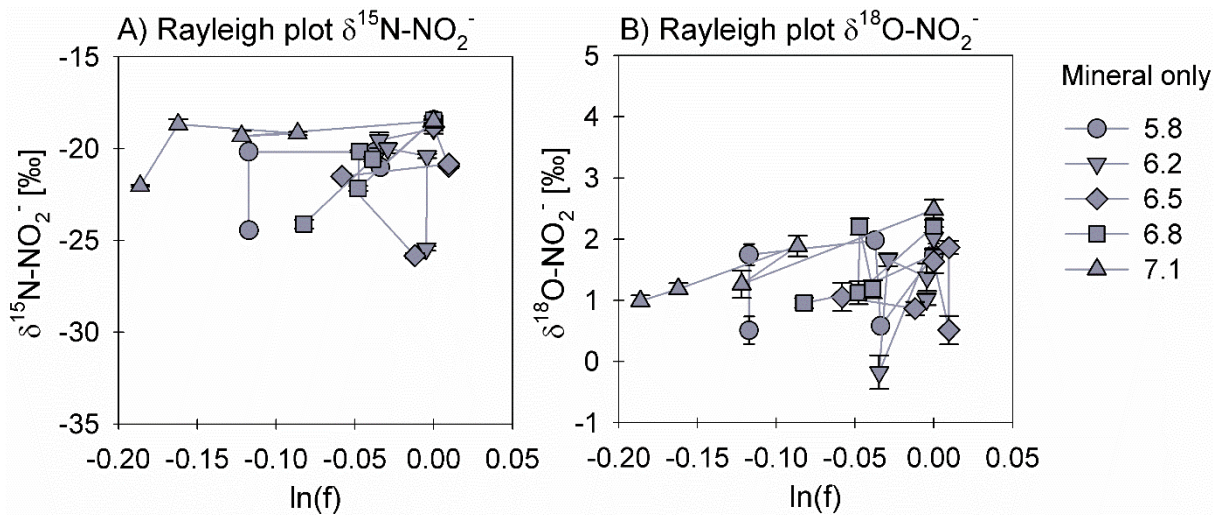 A) Rayleigh plot δ¹⁵N-NO₂⁻
B) Rayleigh plot δ¹⁸O-NO₂⁻
δ¹⁵N-NO₂⁻ [‰]
-15
-20
-25
-30
-35
-0.20 -0.15 -0.10 -0.05 0.00 0.05
ln(f)
δ¹⁸O-NO₂⁻ [‰]
5
4
3
2
1
0
-1
-0.20 -0.15 -0.10 -0.05 0.00 0.05
ln(f)
Mineral only
5.8
6.2
6.5
6.8
7.1